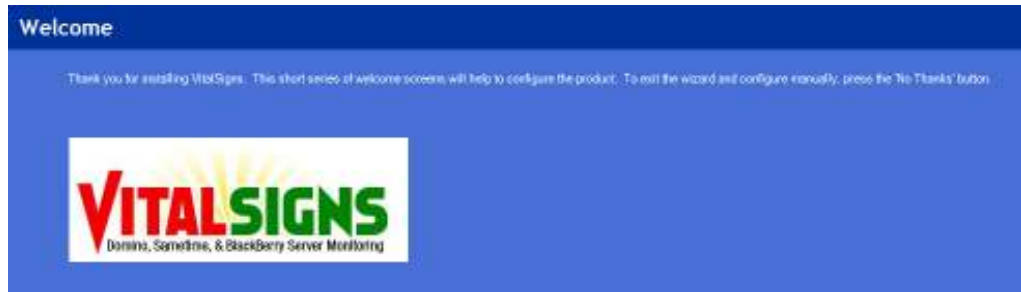 Welcome
Thank you for installing VitalSigns. This short series of welcome screens will help to configure the product. To exit the wizard and configure manually, press the 'No Thanks' button
VITALSIGNS
Domino, Sametime, & BlackBerry Server Monitoring